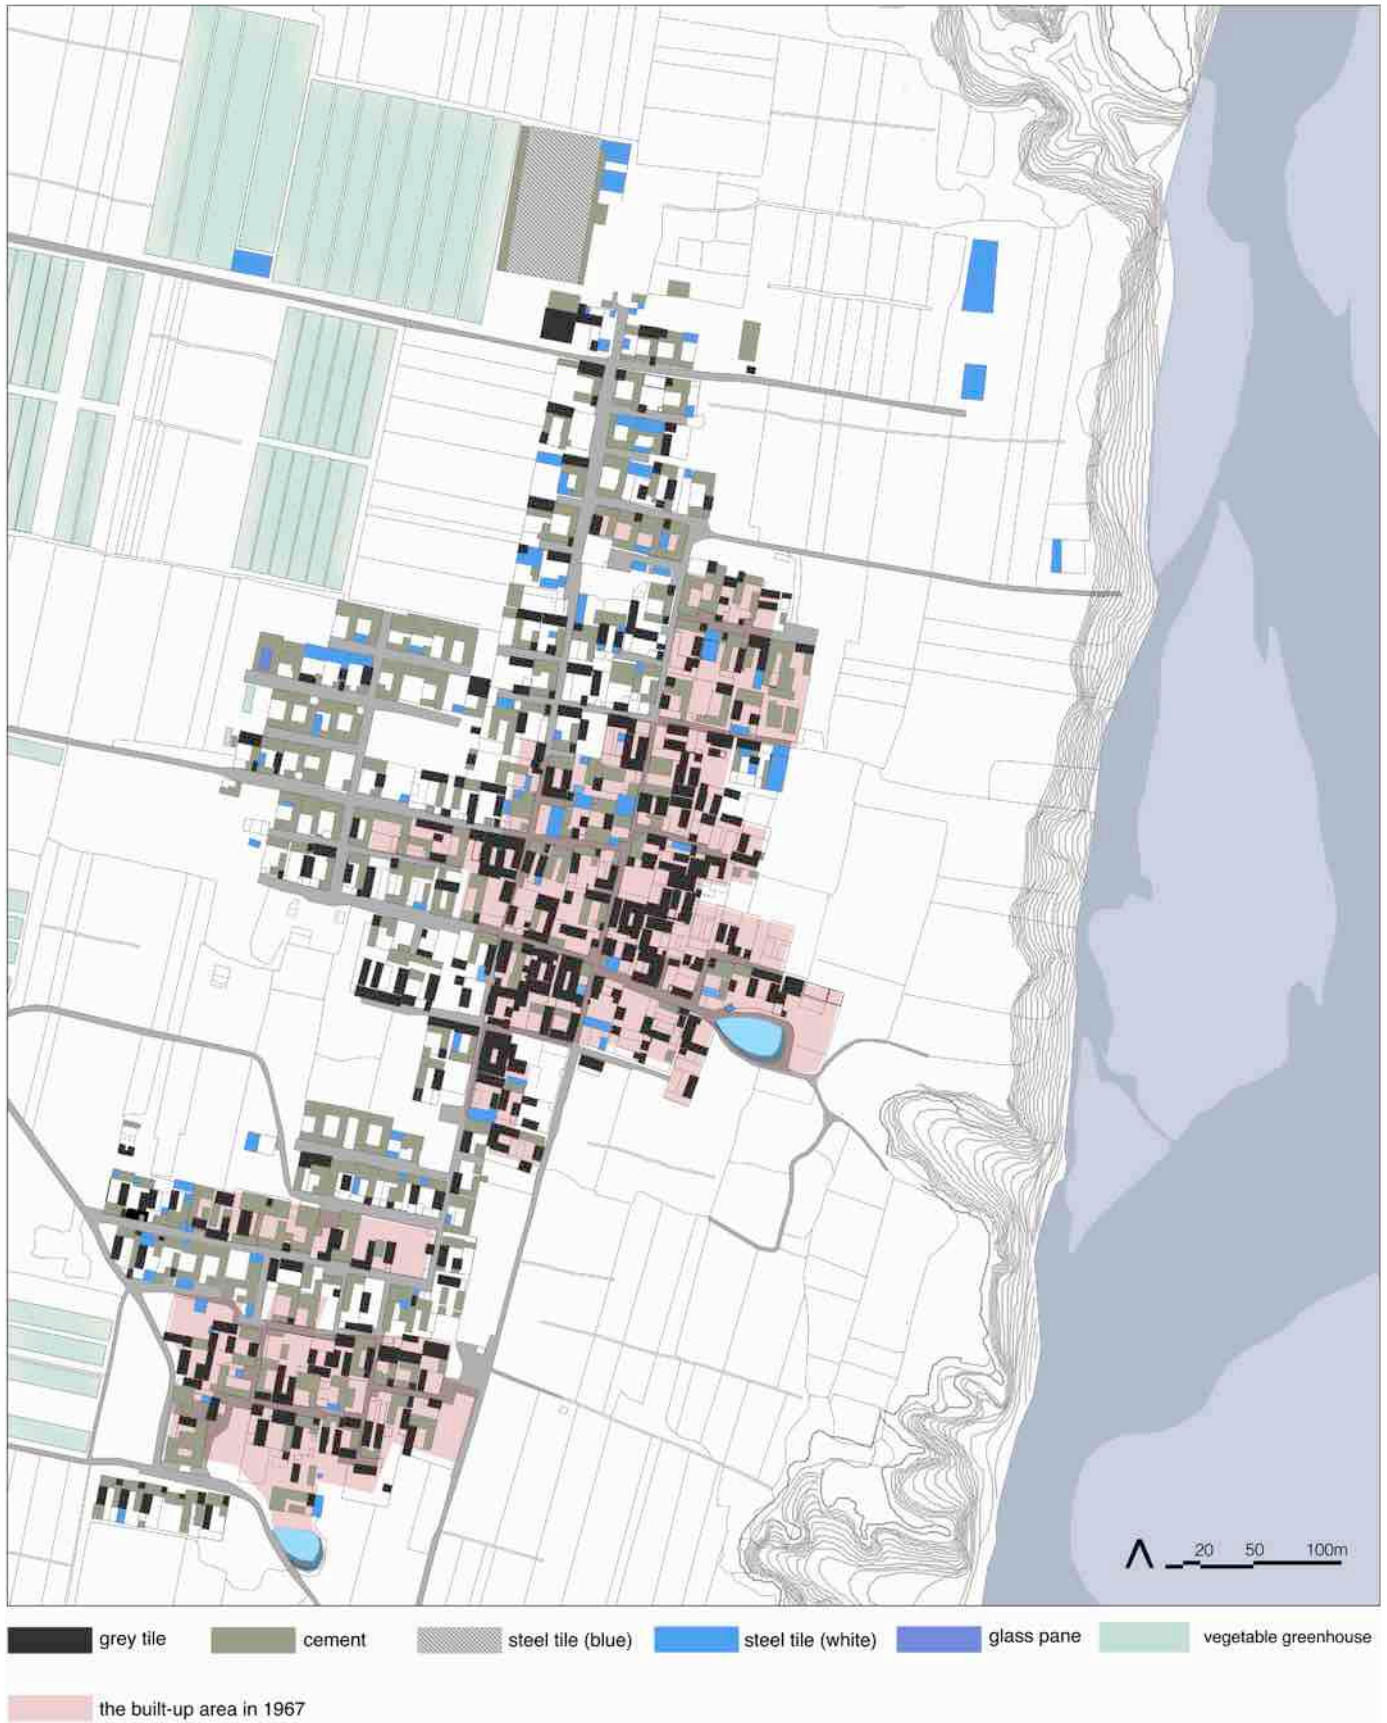 20 50 100m
grey tile cement steel tile (blue) steel tile (white) glass pane vegetable greenhouse
the built-up area in 1967